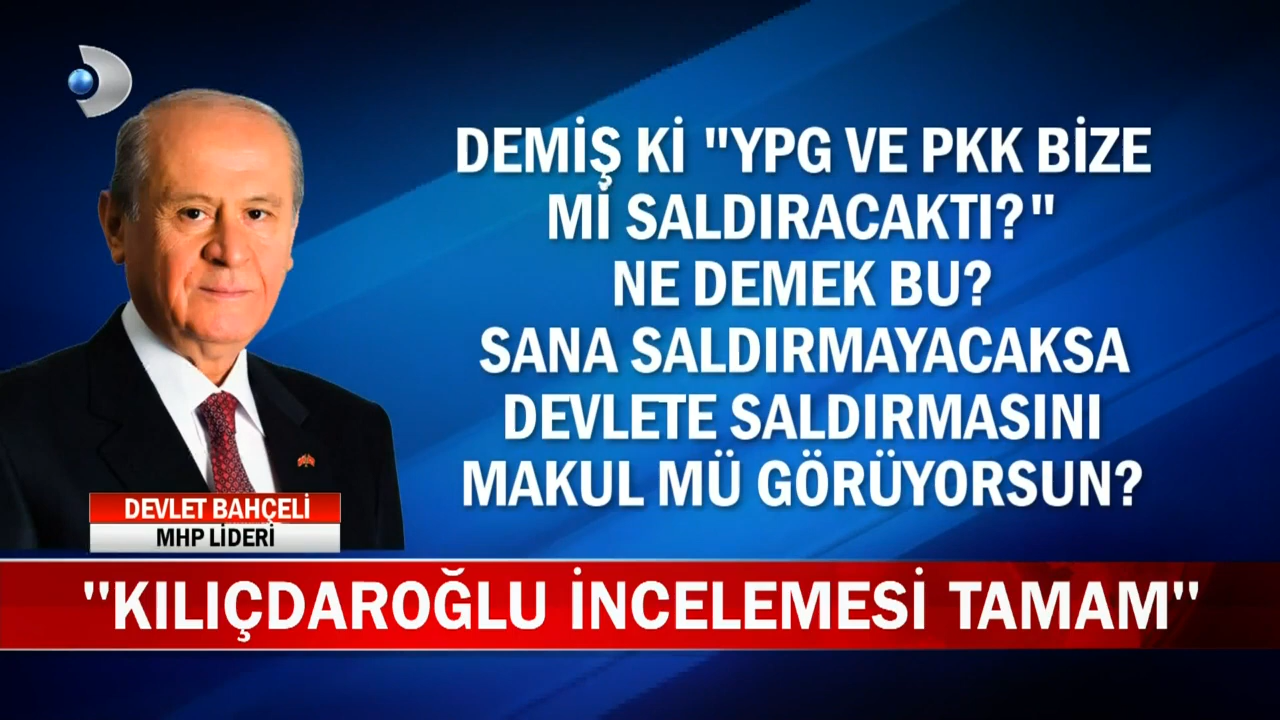 DEMİŞ Kİ "YPG VE PKK BİZE
Mİ SALDIRACAKTI?"
NE DEMEK BU?
SANA SALDIRMAYACAKSA
DEVLETE SALDIRMASINI
MAKUL MÜ GÖRÜYORSUN?
DEVLET BAHÇELİ
MHP LİDERİ
"KILIÇDAROĞLU İNCELEMESİ TAMAM"